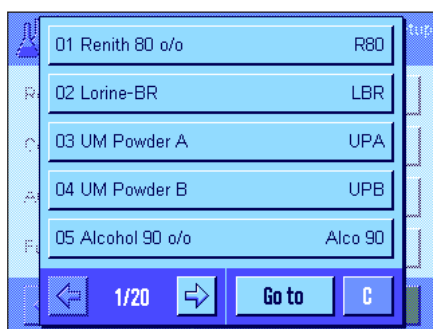 01 Renith 80 o/o R80
02 Lorine-BR LBR
03 UM Powder A UPA
04 UM Powder B UPB
05 Alcohol 90 o/o Alco 90
1/20 Go to C